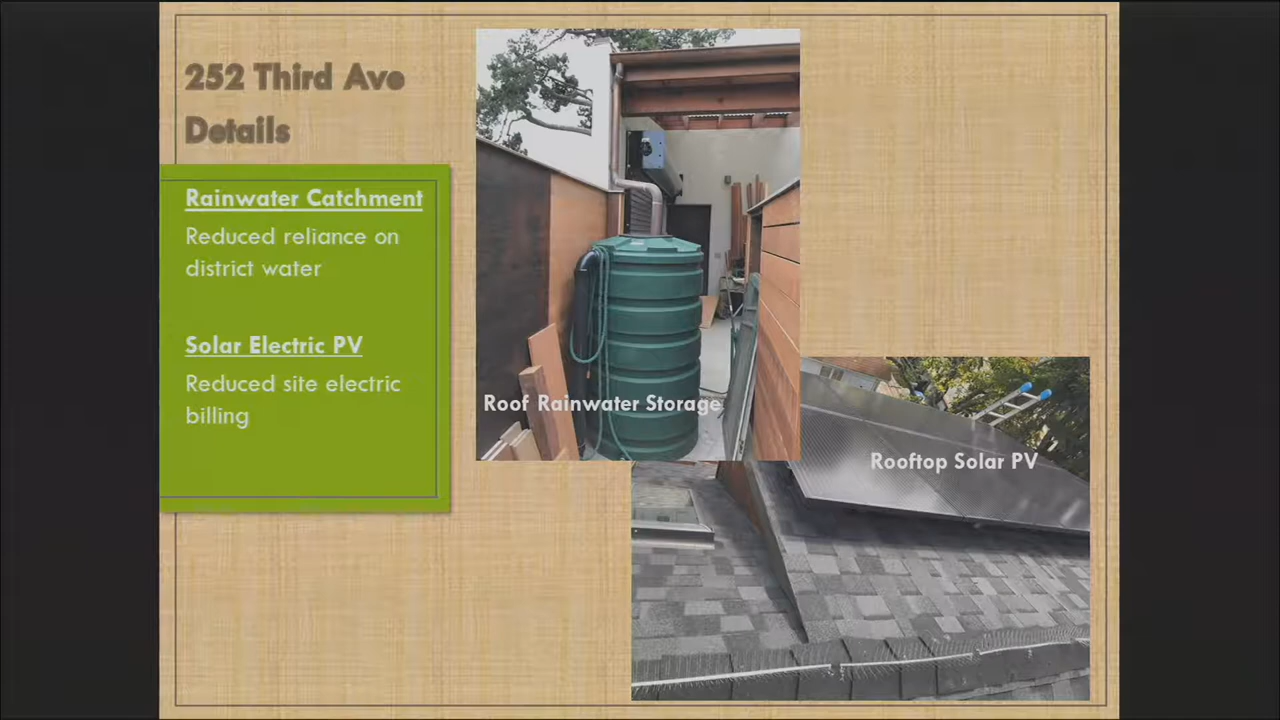 252 Third Ave
Details
Rainwater Catchment
Reduced reliance on
district water
Solar Electric PV
Reduced site electric
billing
Roof Rainwater Storage
Rooftop Solar PV